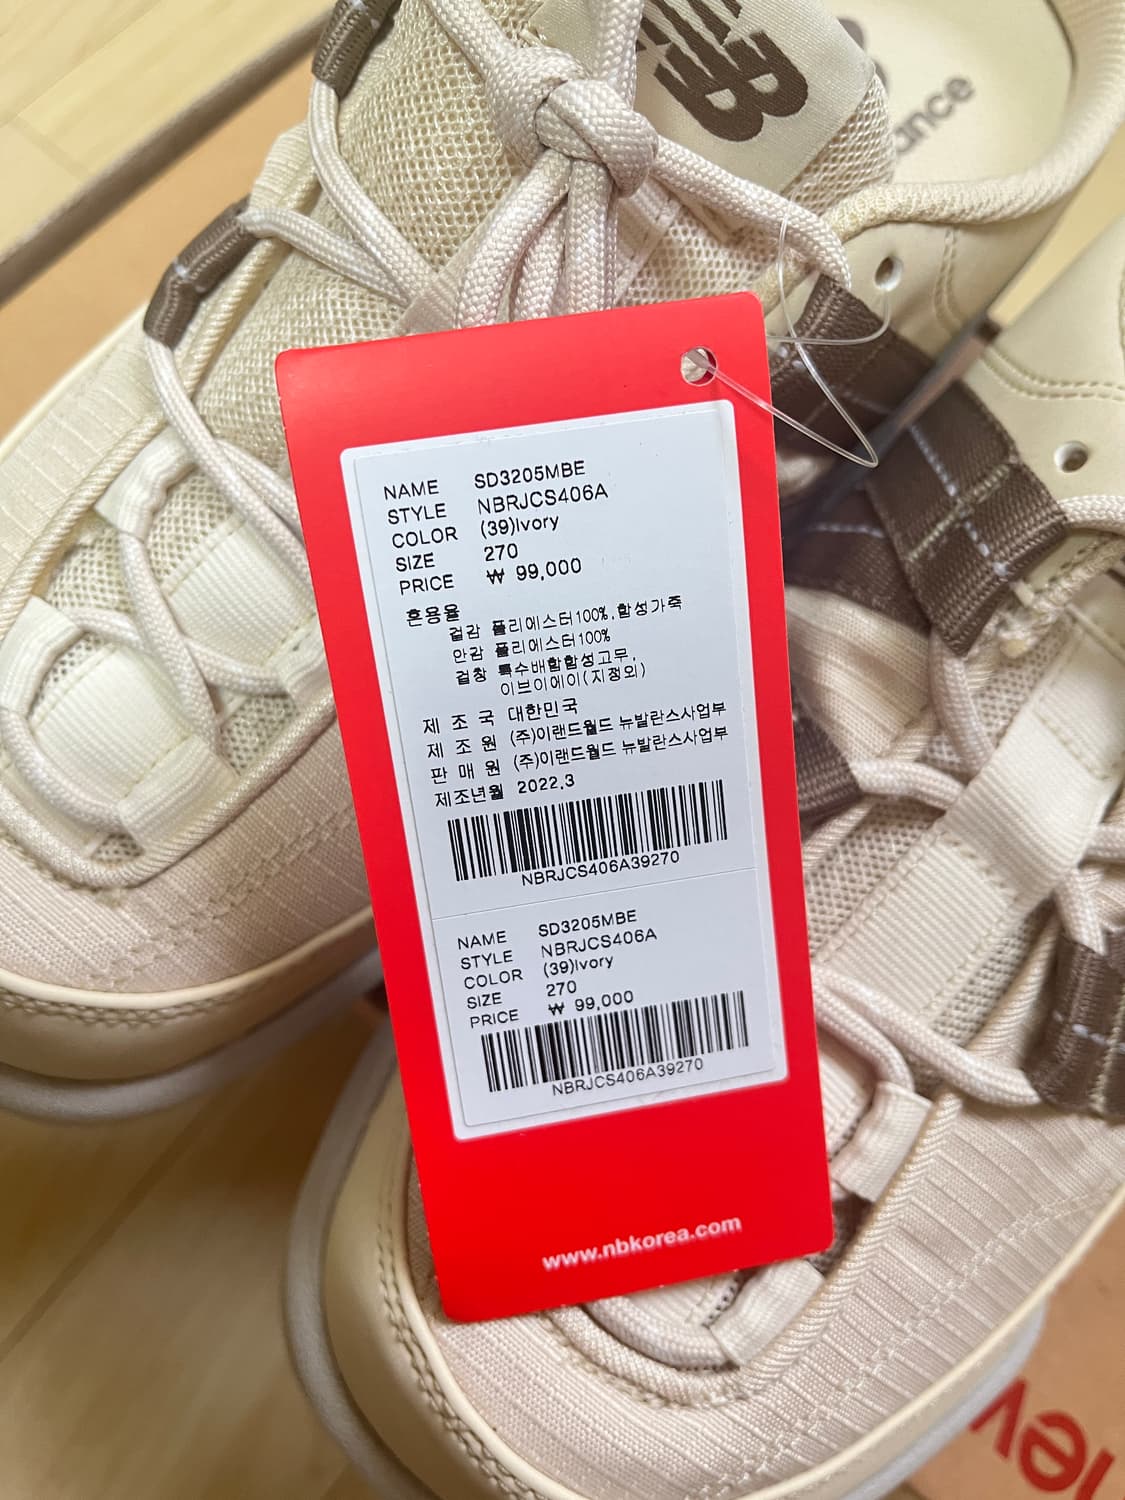 NB
ance
NAME SD3205MBE
STYLE NBRJCS406A
COLOR (39)Ivory
SIZE 270
PRICE ₩ 99,000
혼용율
겉감 폴리에스터100%,합성가죽
안감 폴리에스터100%
겉창 특수배합합성고무,
이브이에이(지정외)
제 조 국 대한민국
제 조 원 (주)이랜드월드 뉴발란스사업부
판 매 원 (주)이랜드월드 뉴발란스사업부
제조년월 2022.3
NBRJCS406A39270
NAME SD3205MBE
STYLE NBRJCS406A
COLOR (39)Ivory
SIZE 270
PRICE ₩ 99,000
NBRJCS406A39270
www.nbkorea.com
new